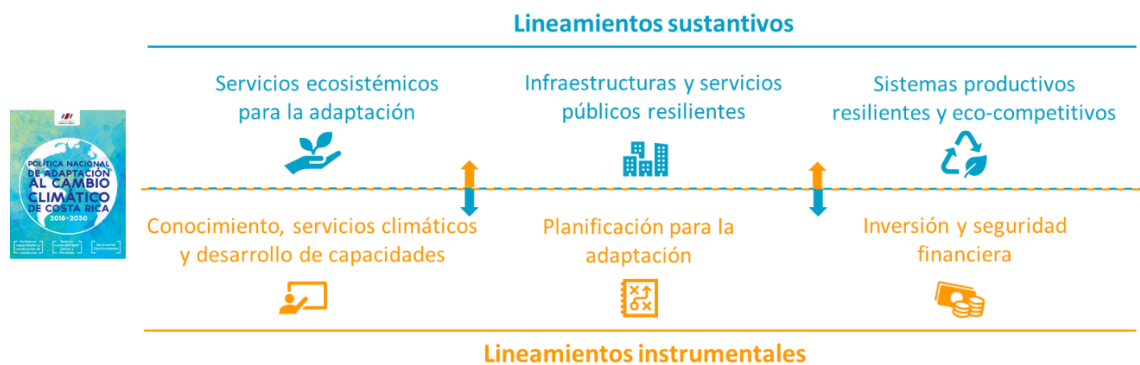 Lineamientos sustantivos
Servicios ecosistémicos
para la adaptación
Infraestructuras y servicios
públicos resilientes
Sistemas productivos
resilientes y eco-competitivos
POLÍTICA NACIONAL
DE ADAPTACIÓN
AL CAMBIO
CLIMÁTICO
DE COSTA RICA
2018-2030
Conocimiento, servicios climáticos
y desarrollo de capacidades
Planificación para la
adaptación
Inversión y seguridad
financiera
Lineamientos instrumentales